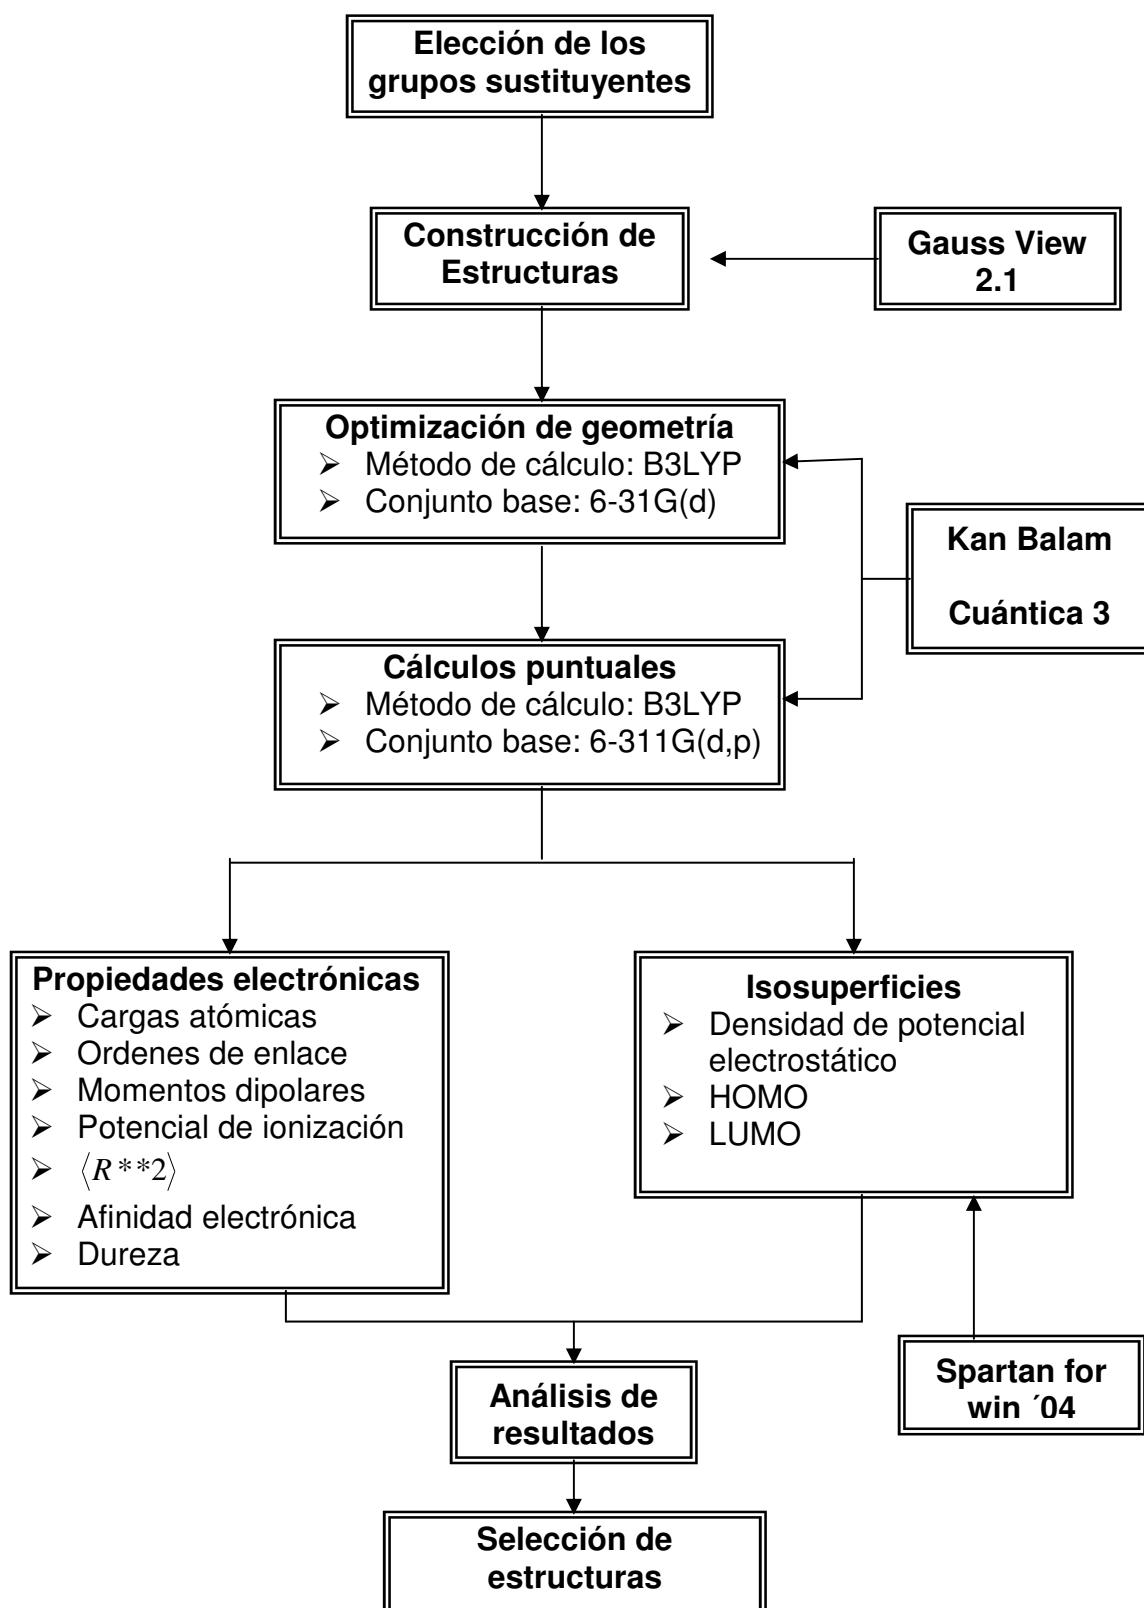 Elección de los
grupos sustituyentes
Construcción de
Estructuras
Gauss View
2.1
Optimización de geometría
➢ Método de cálculo: B3LYP
➢ Conjunto base: 6-31G(d)
Kan Balam
Cuántica 3
Cálculos puntuales
➢ Método de cálculo: B3LYP
➢ Conjunto base: 6-311G(d,p)
Propiedades electrónicas
➢ Cargas atómicas
➢ Ordenes de enlace
➢ Momentos dipolares
➢ Potencial de ionización
➢ ⟨R**2⟩
➢ Afinidad electrónica
➢ Dureza
Isosuperficies
➢ Densidad de potencial
electrostático
➢ HOMO
➢ LUMO
Spartan for
win ´04
Análisis de
resultados
Selección de
estructuras